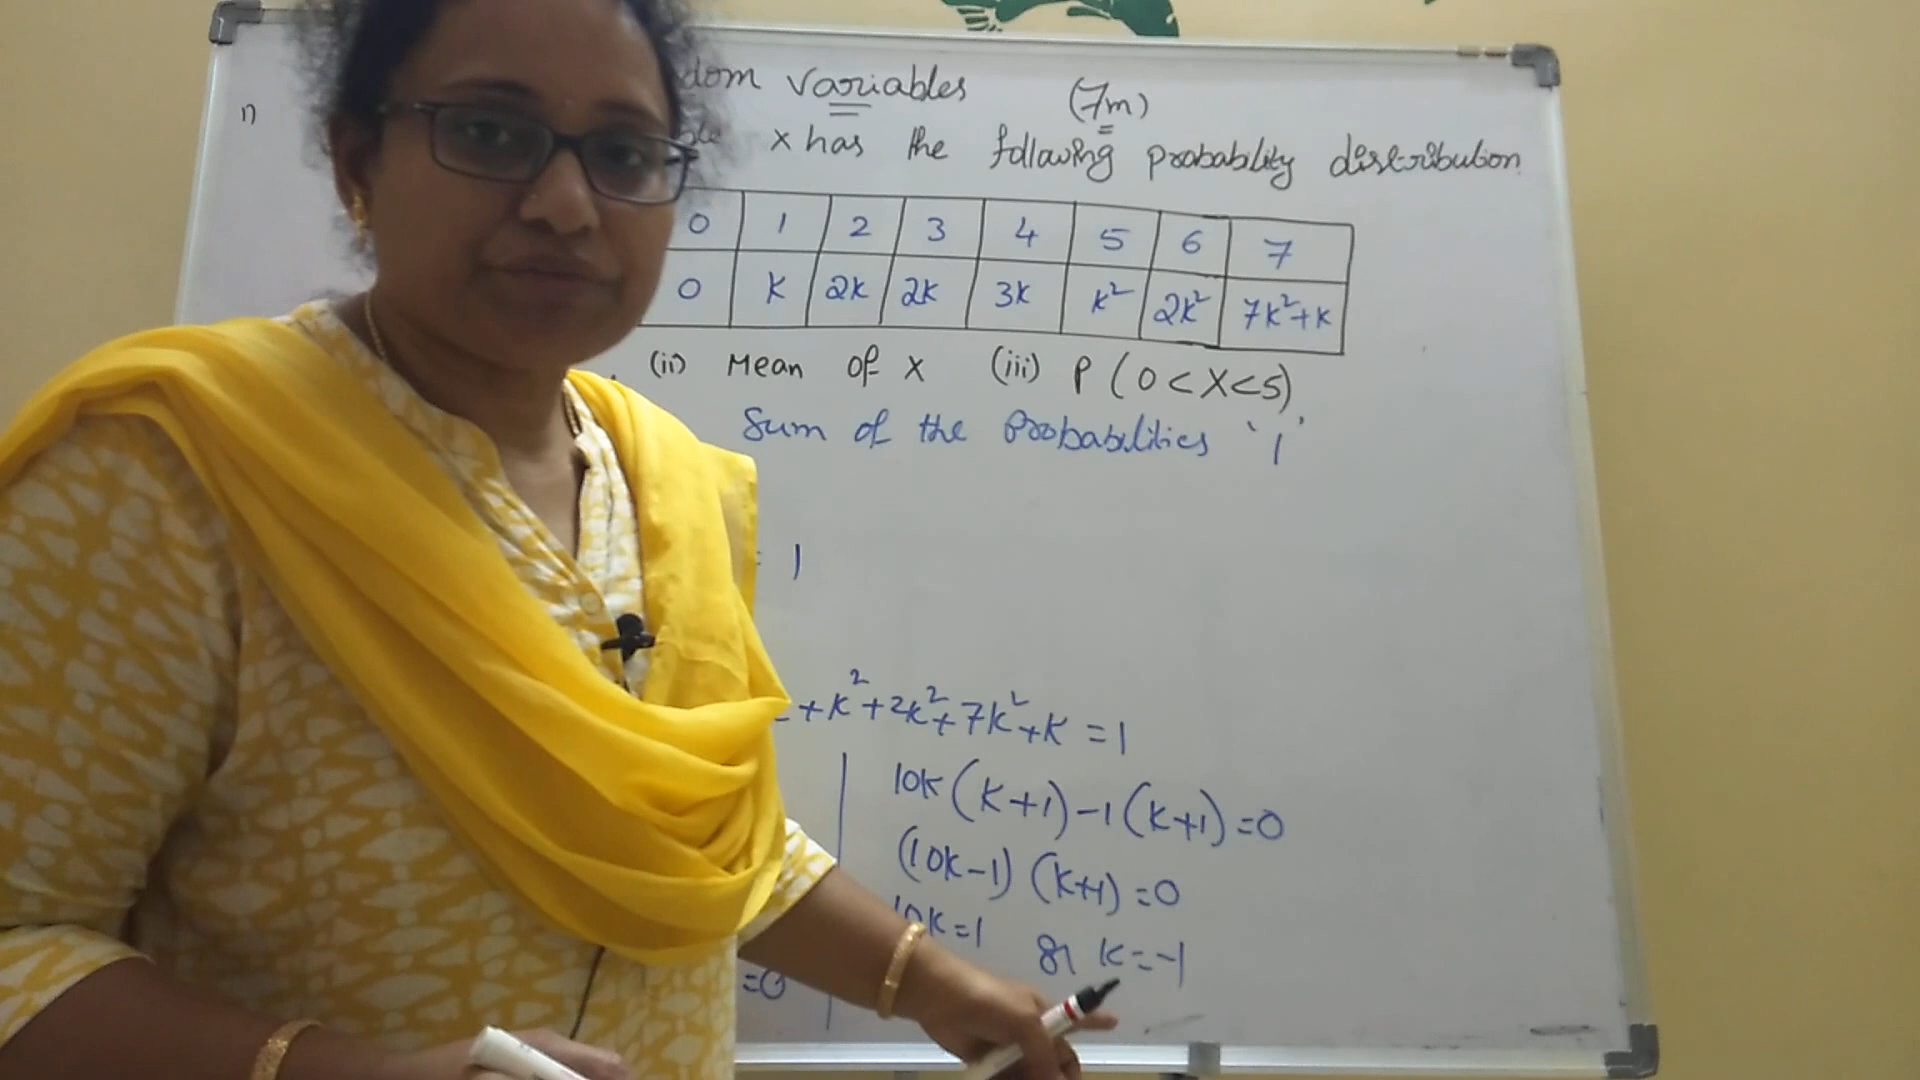 dom variables (7m)
1) X has the following probability distribution
0 1 2 3 4 5 6 7
0 K 2K 2K 3K K² 2K² 7K²+K
(ii) Mean of X (iii) P(0<X<5)
Sum of the Probabilities '1'
= 1
+K²+2K²+7K²+K =1
10K(K+1)-1(K+1)=0
(10K-1) (K+1)=0
10K=1 or K=-1
=0